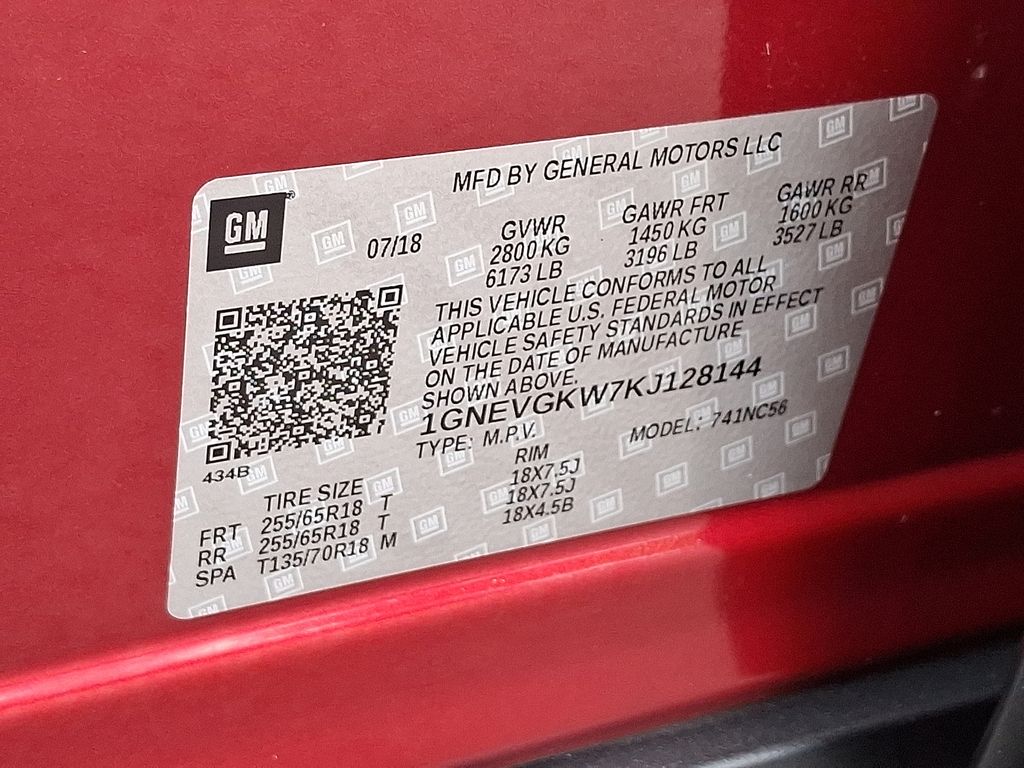 MFD BY GENERAL MOTORS LLC
GM
07/18
GVWR GAWR FRT GAWR RR
2800 KG 1450 KG 1600 KG
6173 LB 3196 LB 3527 LB
THIS VEHICLE CONFORMS TO ALL
APPLICABLE U.S. FEDERAL MOTOR
VEHICLE SAFETY STANDARDS IN EFFECT
ON THE DATE OF MANUFACTURE
SHOWN ABOVE.
1GNEVGKW7KJ128144
TYPE: M.P.V. MODEL: 741NC56
434B
TIRE SIZE RIM
FRT 255/65R18 T 18X7.5J
RR 255/65R18 T 18X7.5J
SPA T135/70R18 M 18X4.5B